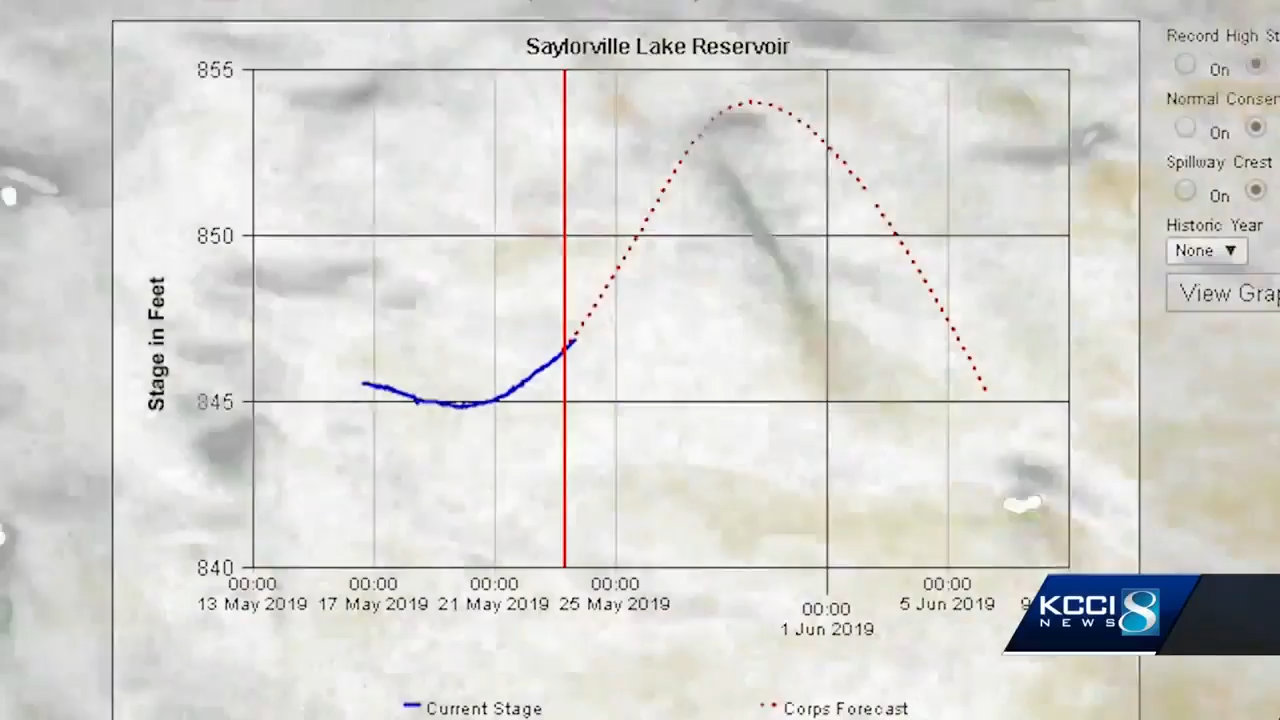 Saylorville Lake Reservoir
855
850
845
840
Stage in Feet
00:00 00:00 00:00 00:00 00:00
13 May 2019 17 May 2019 21 May 2019 25 May 2019 5 Jun 2019 9
00:00
1 Jun 2019
Current Stage Corps Forecast
Record High St
On
Normal Conser
On
Spillway Crest
On
Historic Year
None ▼
View Gra
KCCI 8
NEWS